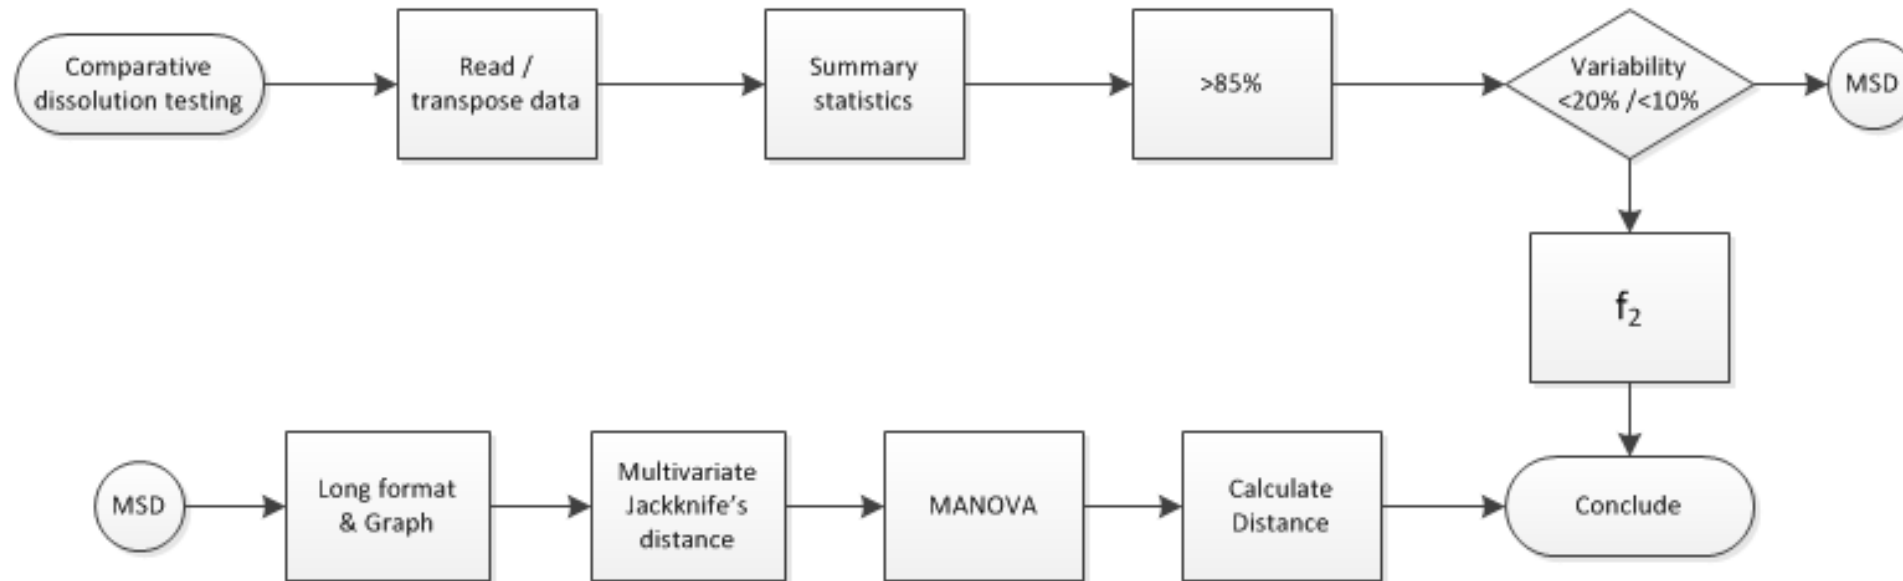 Comparative
dissolution testing
Read /
transpose data
Summary
statistics
>85%
Variability
<20% /<10%
MSD
f₂
MSD
Long format
& Graph
Multivariate
Jackknife's
distance
MANOVA
Calculate
Distance
Conclude